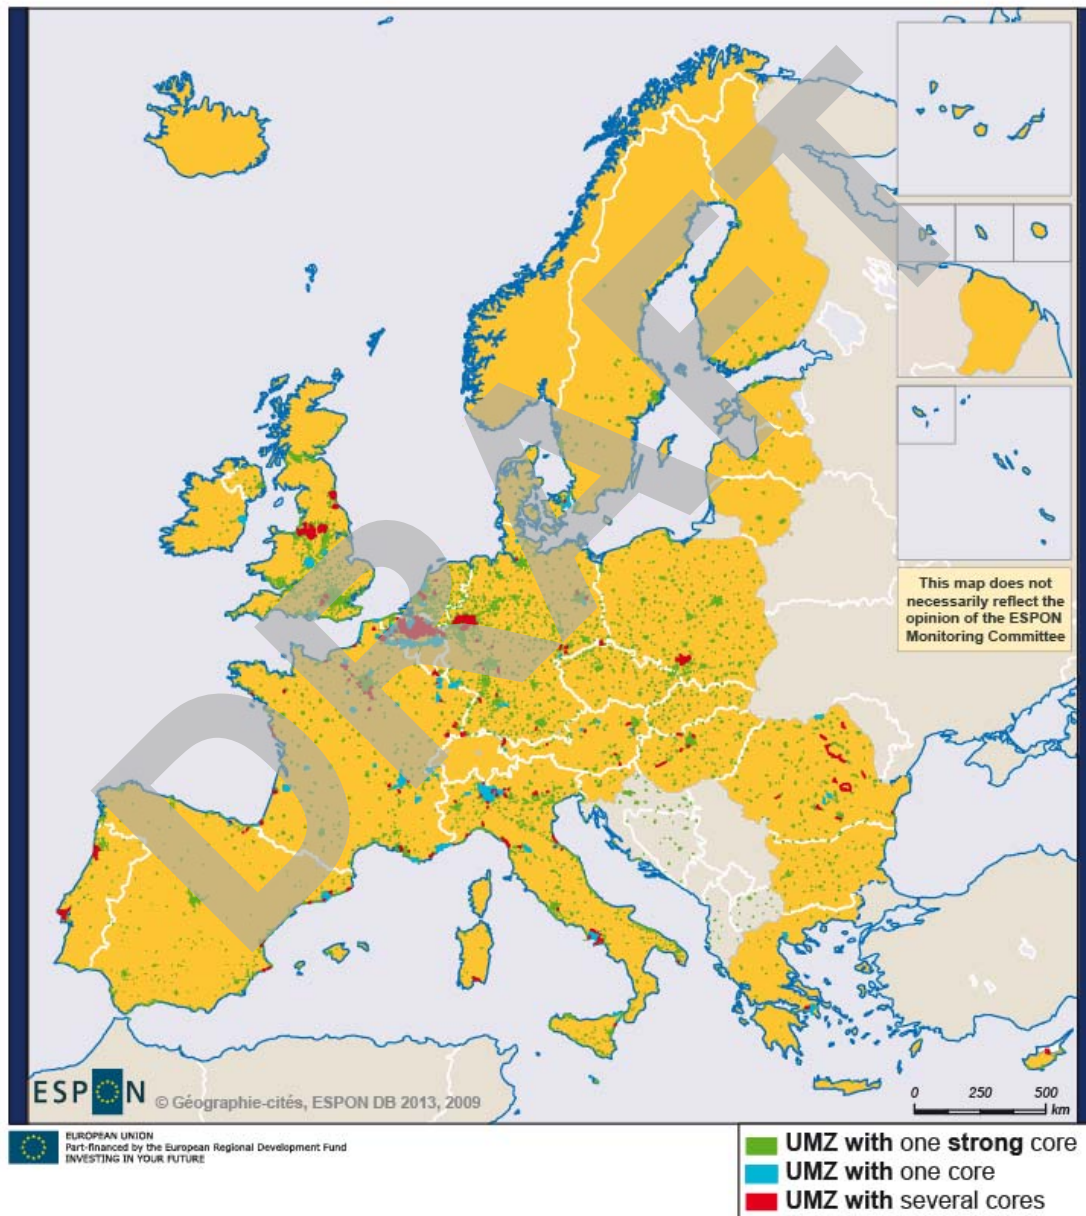 DRAFT
This map does not
necessarily reflect the
opinion of the ESPON
Monitoring Committee
ESPON
© Géographie-cités, ESPON DB 2013, 2009
0 250 500
km
EUROPEAN UNION
Part-financed by the European Regional Development Fund
INVESTING IN YOUR FUTURE
UMZ with one strong core
UMZ with one core
UMZ with several cores